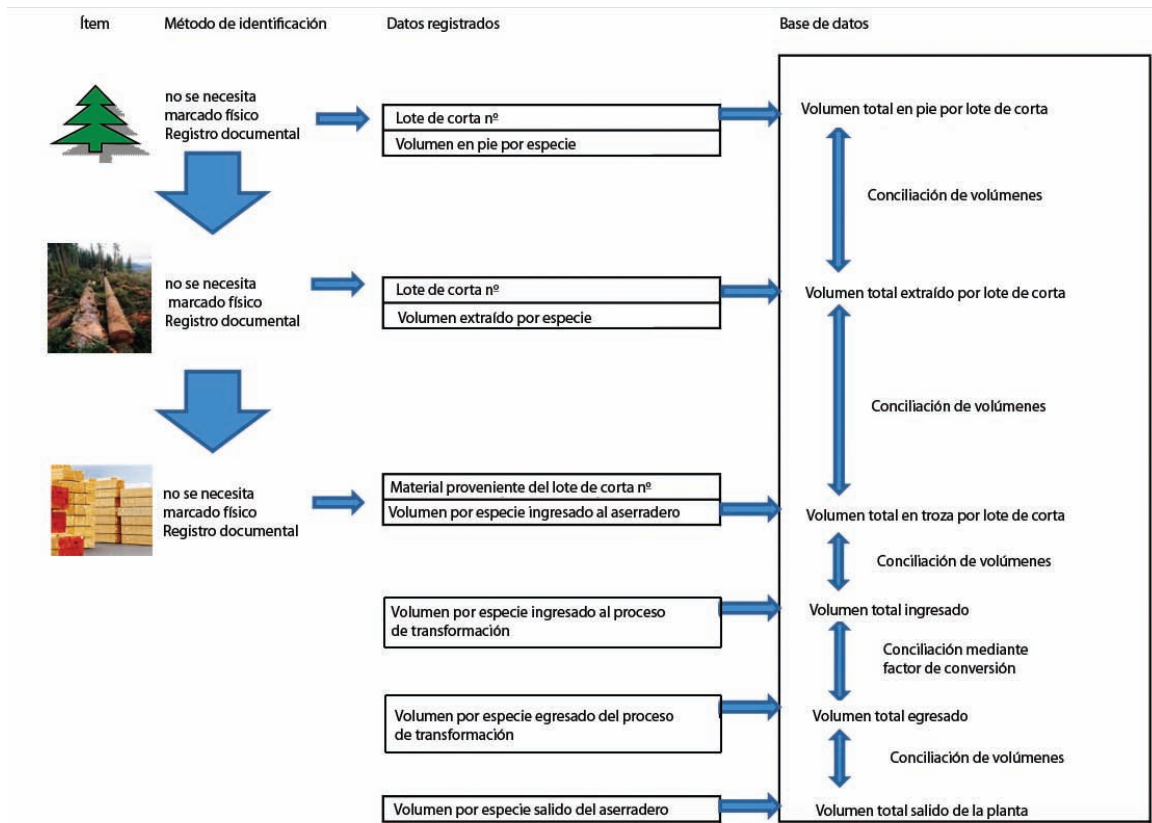 Ítem
Método de identificación
Datos registrados
Base de datos
no se necesita
marcado físico
Registro documental
Lote de corta nº
Volumen en pie por especie
Volumen total en pie por lote de corta
Conciliación de volúmenes
no se necesita
marcado físico
Registro documental
Lote de corta nº
Volumen extraído por especie
Volumen total extraído por lote de corta
Conciliación de volúmenes
no se necesita
marcado físico
Registro documental
Material proveniente del lote de corta nº
Volumen por especie ingresado al aserradero
Volumen total en troza por lote de corta
Conciliación de volúmenes
Volumen por especie ingresado al proceso
de transformación
Volumen total ingresado
Conciliación mediante
factor de conversión
Volumen por especie egresado del proceso
de transformación
Volumen total egresado
Conciliación de volúmenes
Volumen por especie salido del aserradero
Volumen total salido de la planta